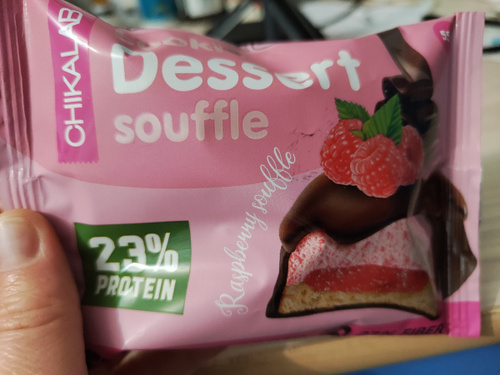 CHIKALAB
Dessert
souffle
Raspberry souffle
23%
PROTEIN